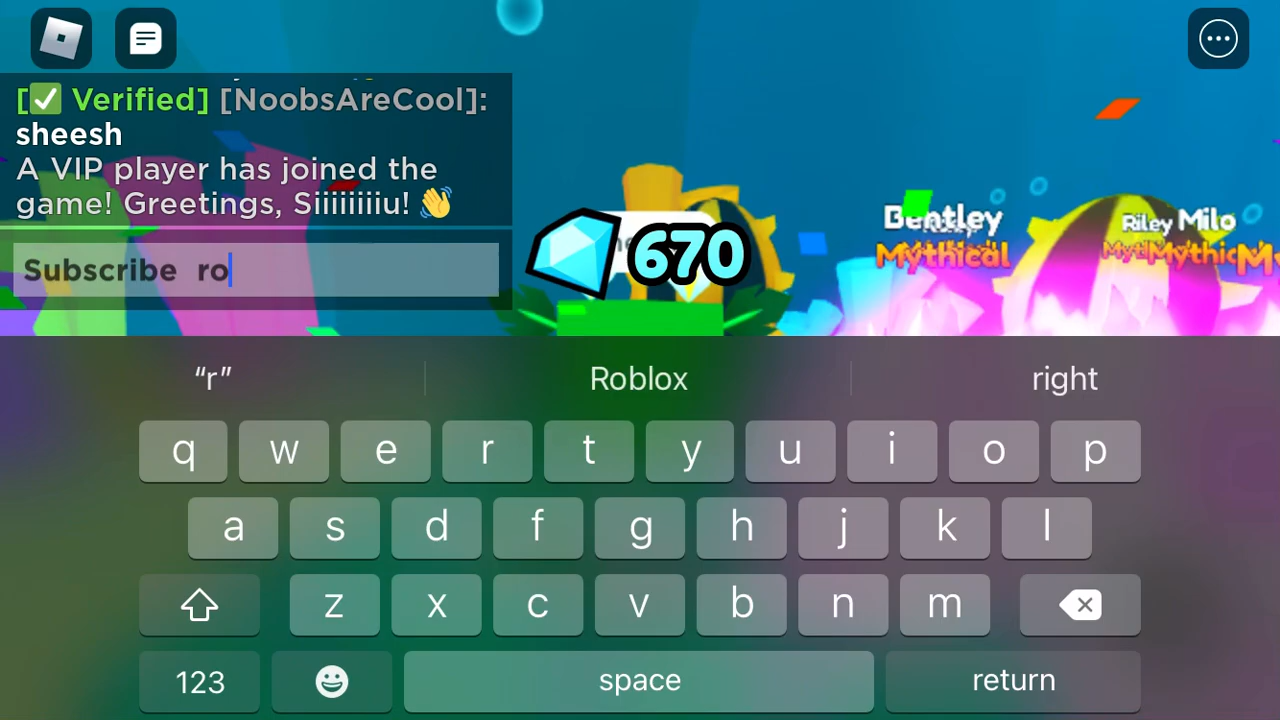 [✅ Verified] [NoobsAreCool]:
sheesh
A VIP player has joined the
game! Greetings, Siiiiiiiiu! 👋
Subscribe  ro
670
Bentley
Mythical
Riley Milo
“r” Roblox right
q w e r t y u i o p
a s d f g h j k l
z x c v b n m
123 space return